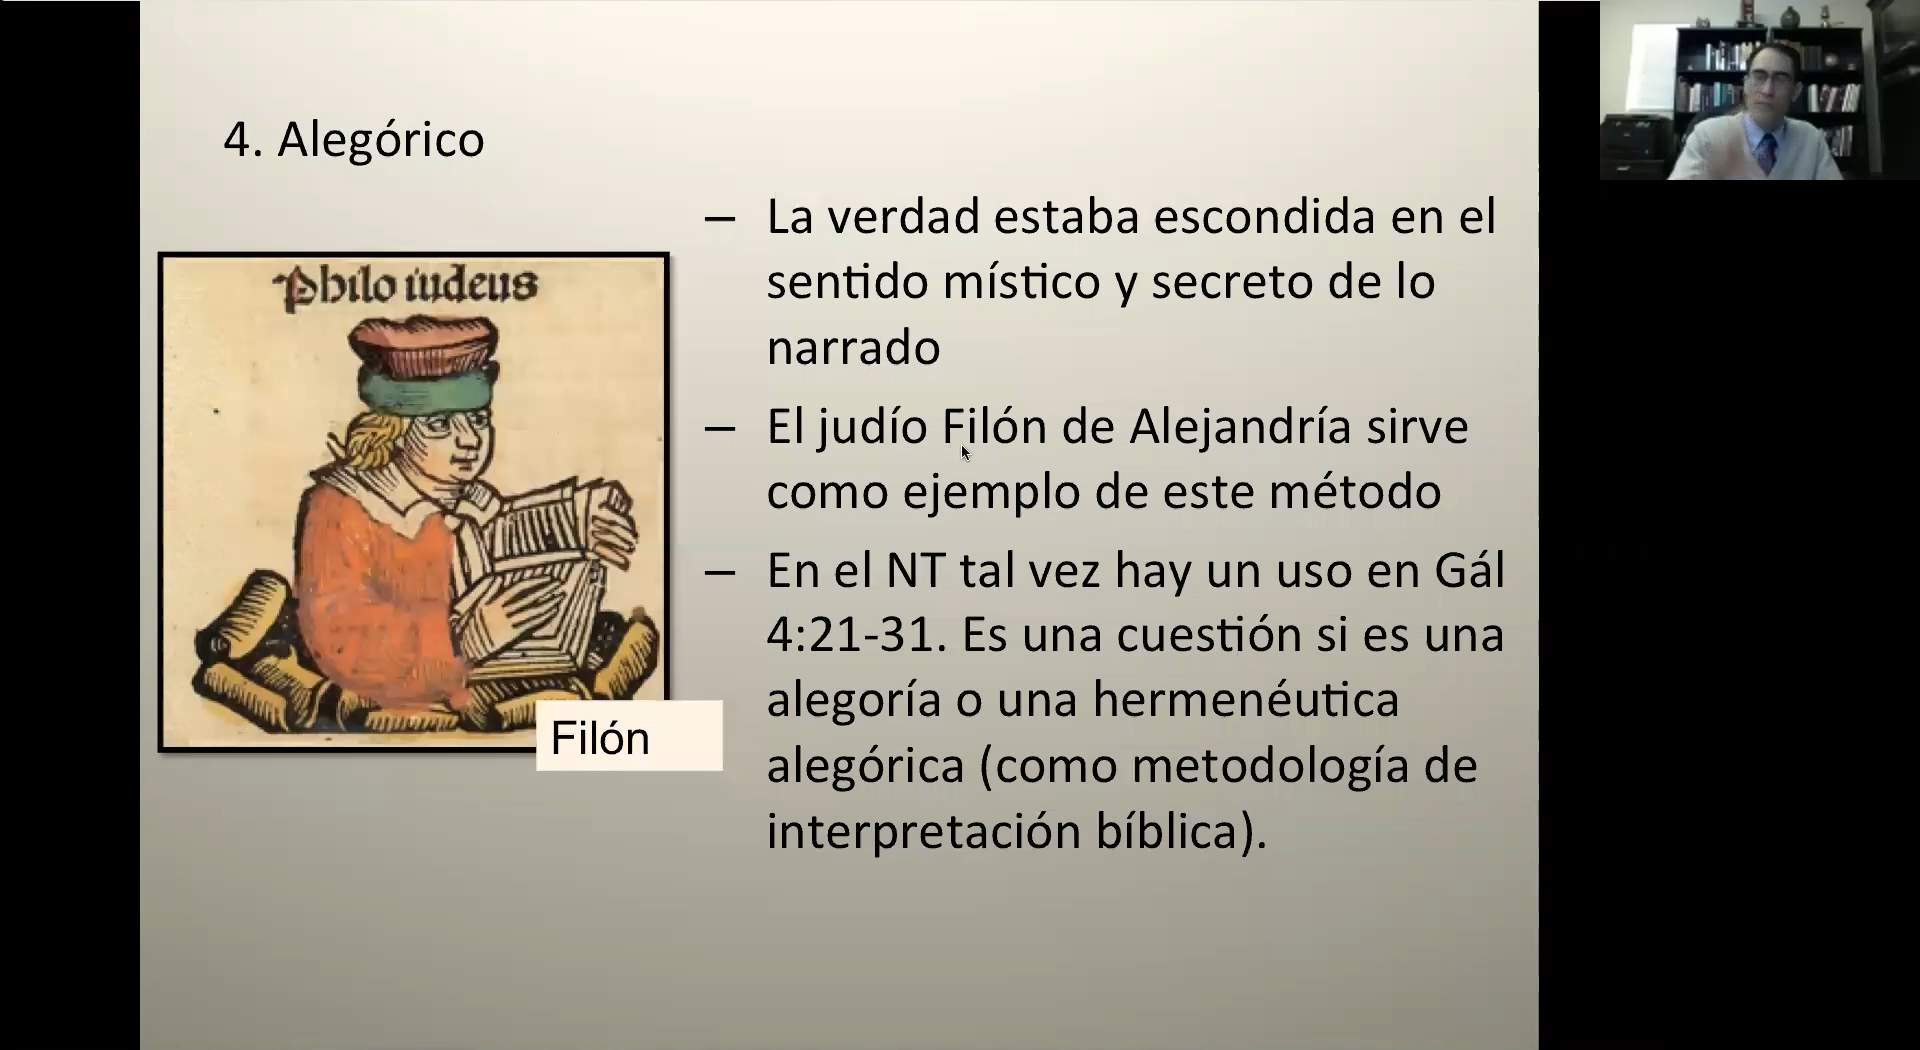 4. Alegórico
Philo iudeus
Filón
– La verdad estaba escondida en el
sentido místico y secreto de lo
narrado
– El judío Filón de Alejandría sirve
como ejemplo de este método
– En el NT tal vez hay un uso en Gál
4:21-31. Es una cuestión si es una
alegoría o una hermenéutica
alegórica (como metodología de
interpretación bíblica).